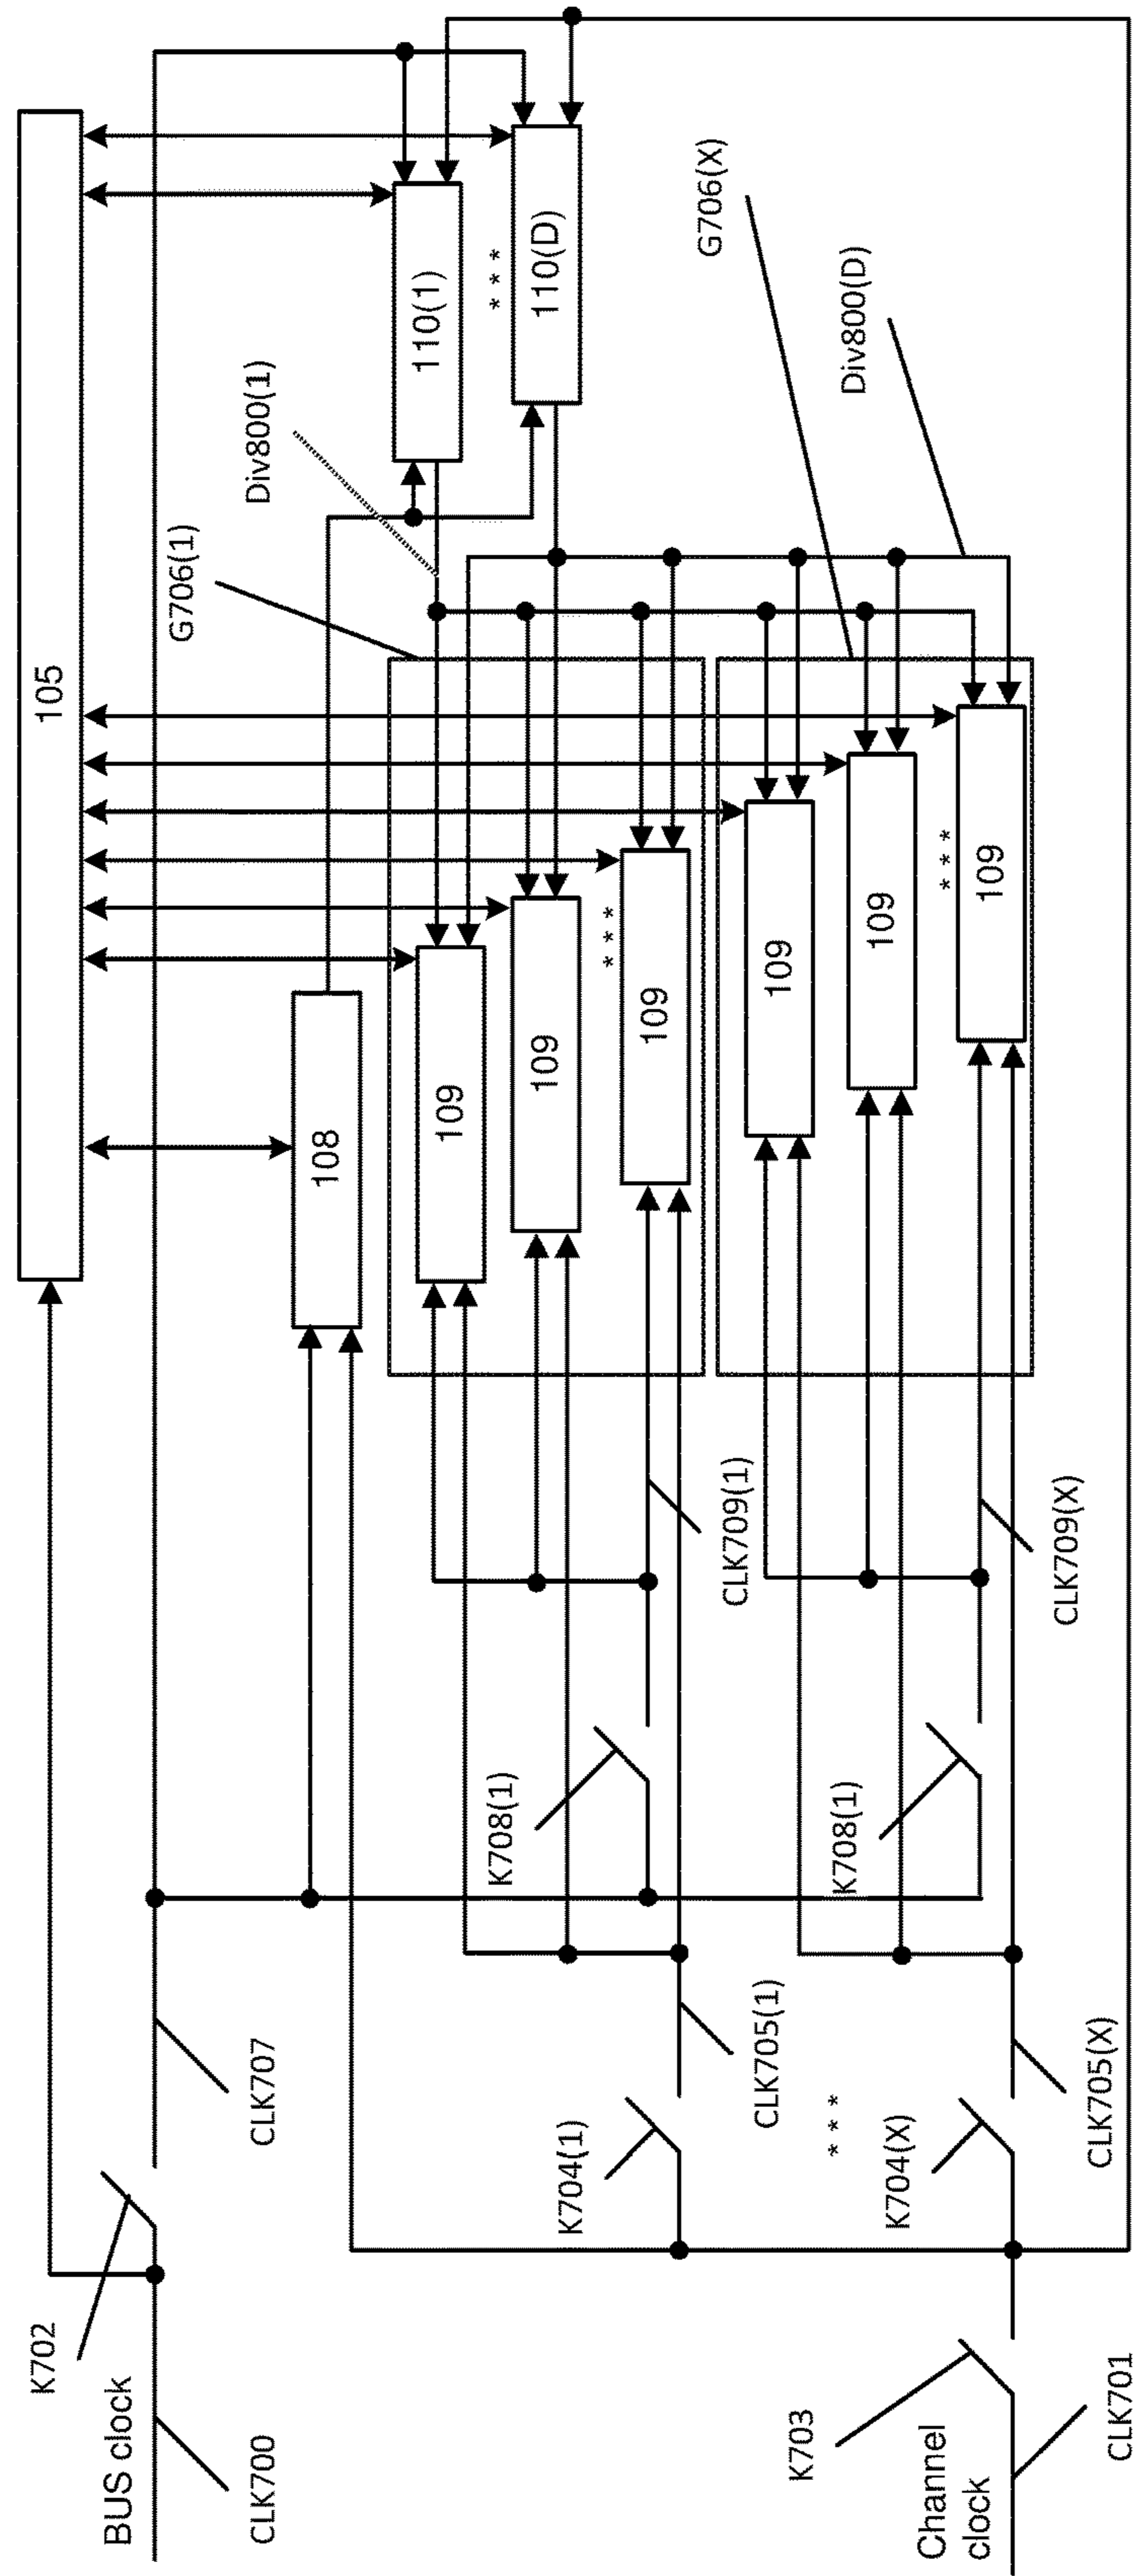 105
G706(1)
Div800(1)
110(1)
* * *
110(D)
G706(X)
Div800(D)
108
109
109
* * *
109
109
109
* * *
109
K702
BUS clock
CLK700
CLK707
K708(1)
CLK709(1)
K704(1)
CLK705(1)
* * *
K708(1)
CLK709(X)
K704(X)
CLK705(X)
K703
Channel
clock
CLK701